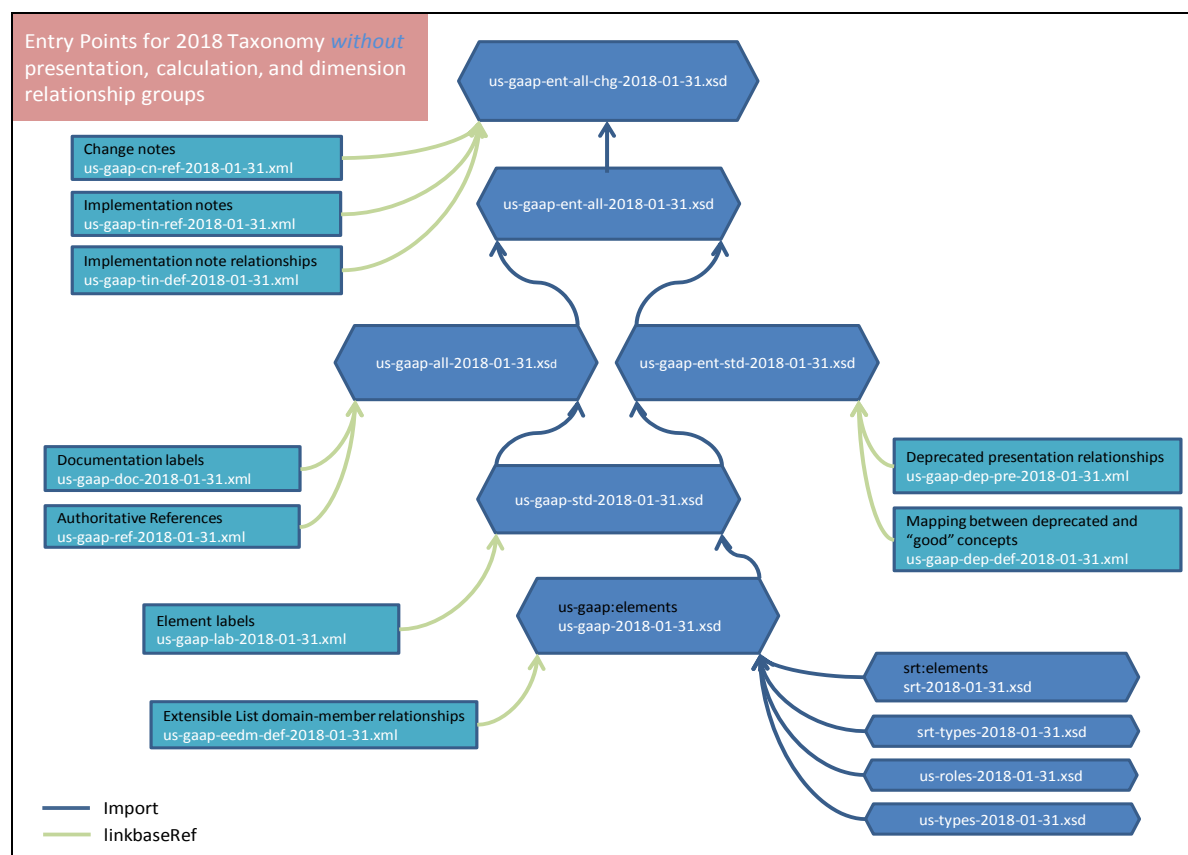 Entry Points for 2018 Taxonomy without
presentation, calculation, and dimension
relationship groups
us-gaap-ent-all-chg-2018-01-31.xsd
Change notes
us-gaap-cn-ref-2018-01-31.xml
Implementation notes
us-gaap-tin-ref-2018-01-31.xml
Implementation note relationships
us-gaap-tin-def-2018-01-31.xml
us-gaap-ent-all-2018-01-31.xsd
us-gaap-all-2018-01-31.xsd
us-gaap-ent-std-2018-01-31.xsd
Documentation labels
us-gaap-doc-2018-01-31.xml
Authoritative References
us-gaap-ref-2018-01-31.xml
us-gaap-std-2018-01-31.xsd
Deprecated presentation relationships
us-gaap-dep-pre-2018-01-31.xml
Mapping between deprecated and
“good” concepts
us-gaap-dep-def-2018-01-31.xml
Element labels
us-gaap-lab-2018-01-31.xml
us-gaap:elements
us-gaap-2018-01-31.xsd
Extensible List domain-member relationships
us-gaap-eedm-def-2018-01-31.xml
srt:elements
srt-2018-01-31.xsd
srt-types-2018-01-31.xsd
us-roles-2018-01-31.xsd
us-types-2018-01-31.xsd
Import
linkbaseRef